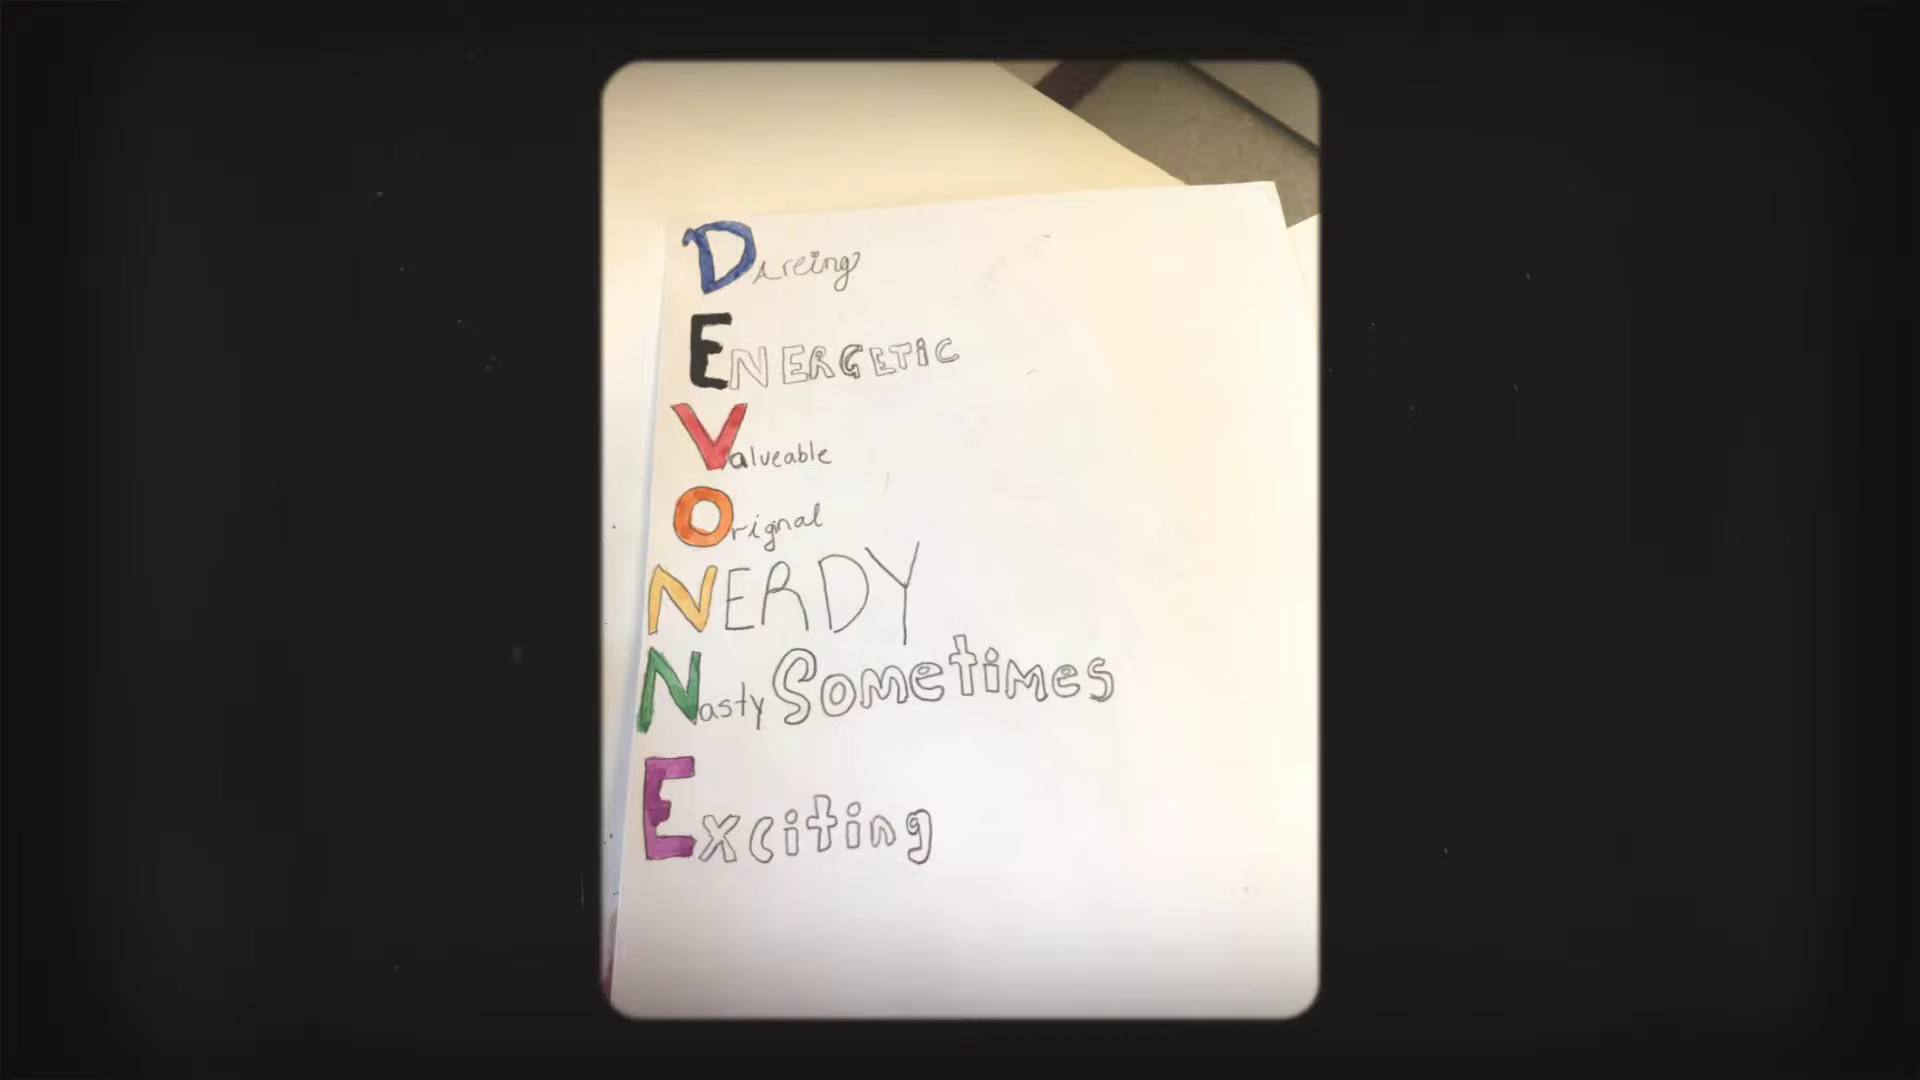 Dareing
ENERGETiC
Valueable
Orignal
NERDY
Nasty Sometimes
Exciting